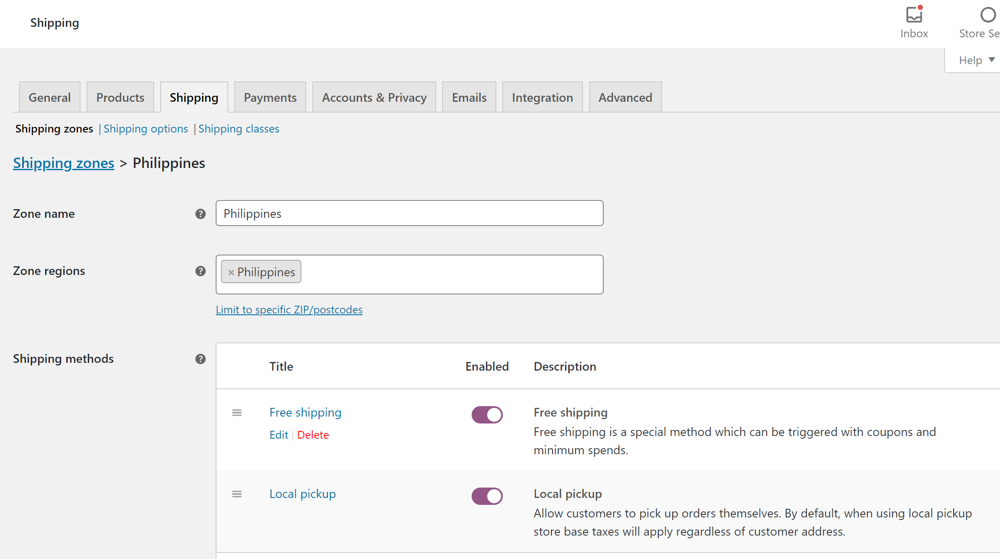 Shipping
Inbox
Store Se
Help
General Products Shipping Payments Accounts & Privacy Emails Integration Advanced
Shipping zones | Shipping options | Shipping classes
Shipping zones > Philippines
Zone name
Philippines
Zone regions
× Philippines
Limit to specific ZIP/postcodes
Shipping methods
Title Enabled Description
Free shipping
Edit | Delete
Free shipping
Free shipping is a special method which can be triggered with coupons and
minimum spends.
Local pickup
Local pickup
Allow customers to pick up orders themselves. By default, when using local pickup
store base taxes will apply regardless of customer address.